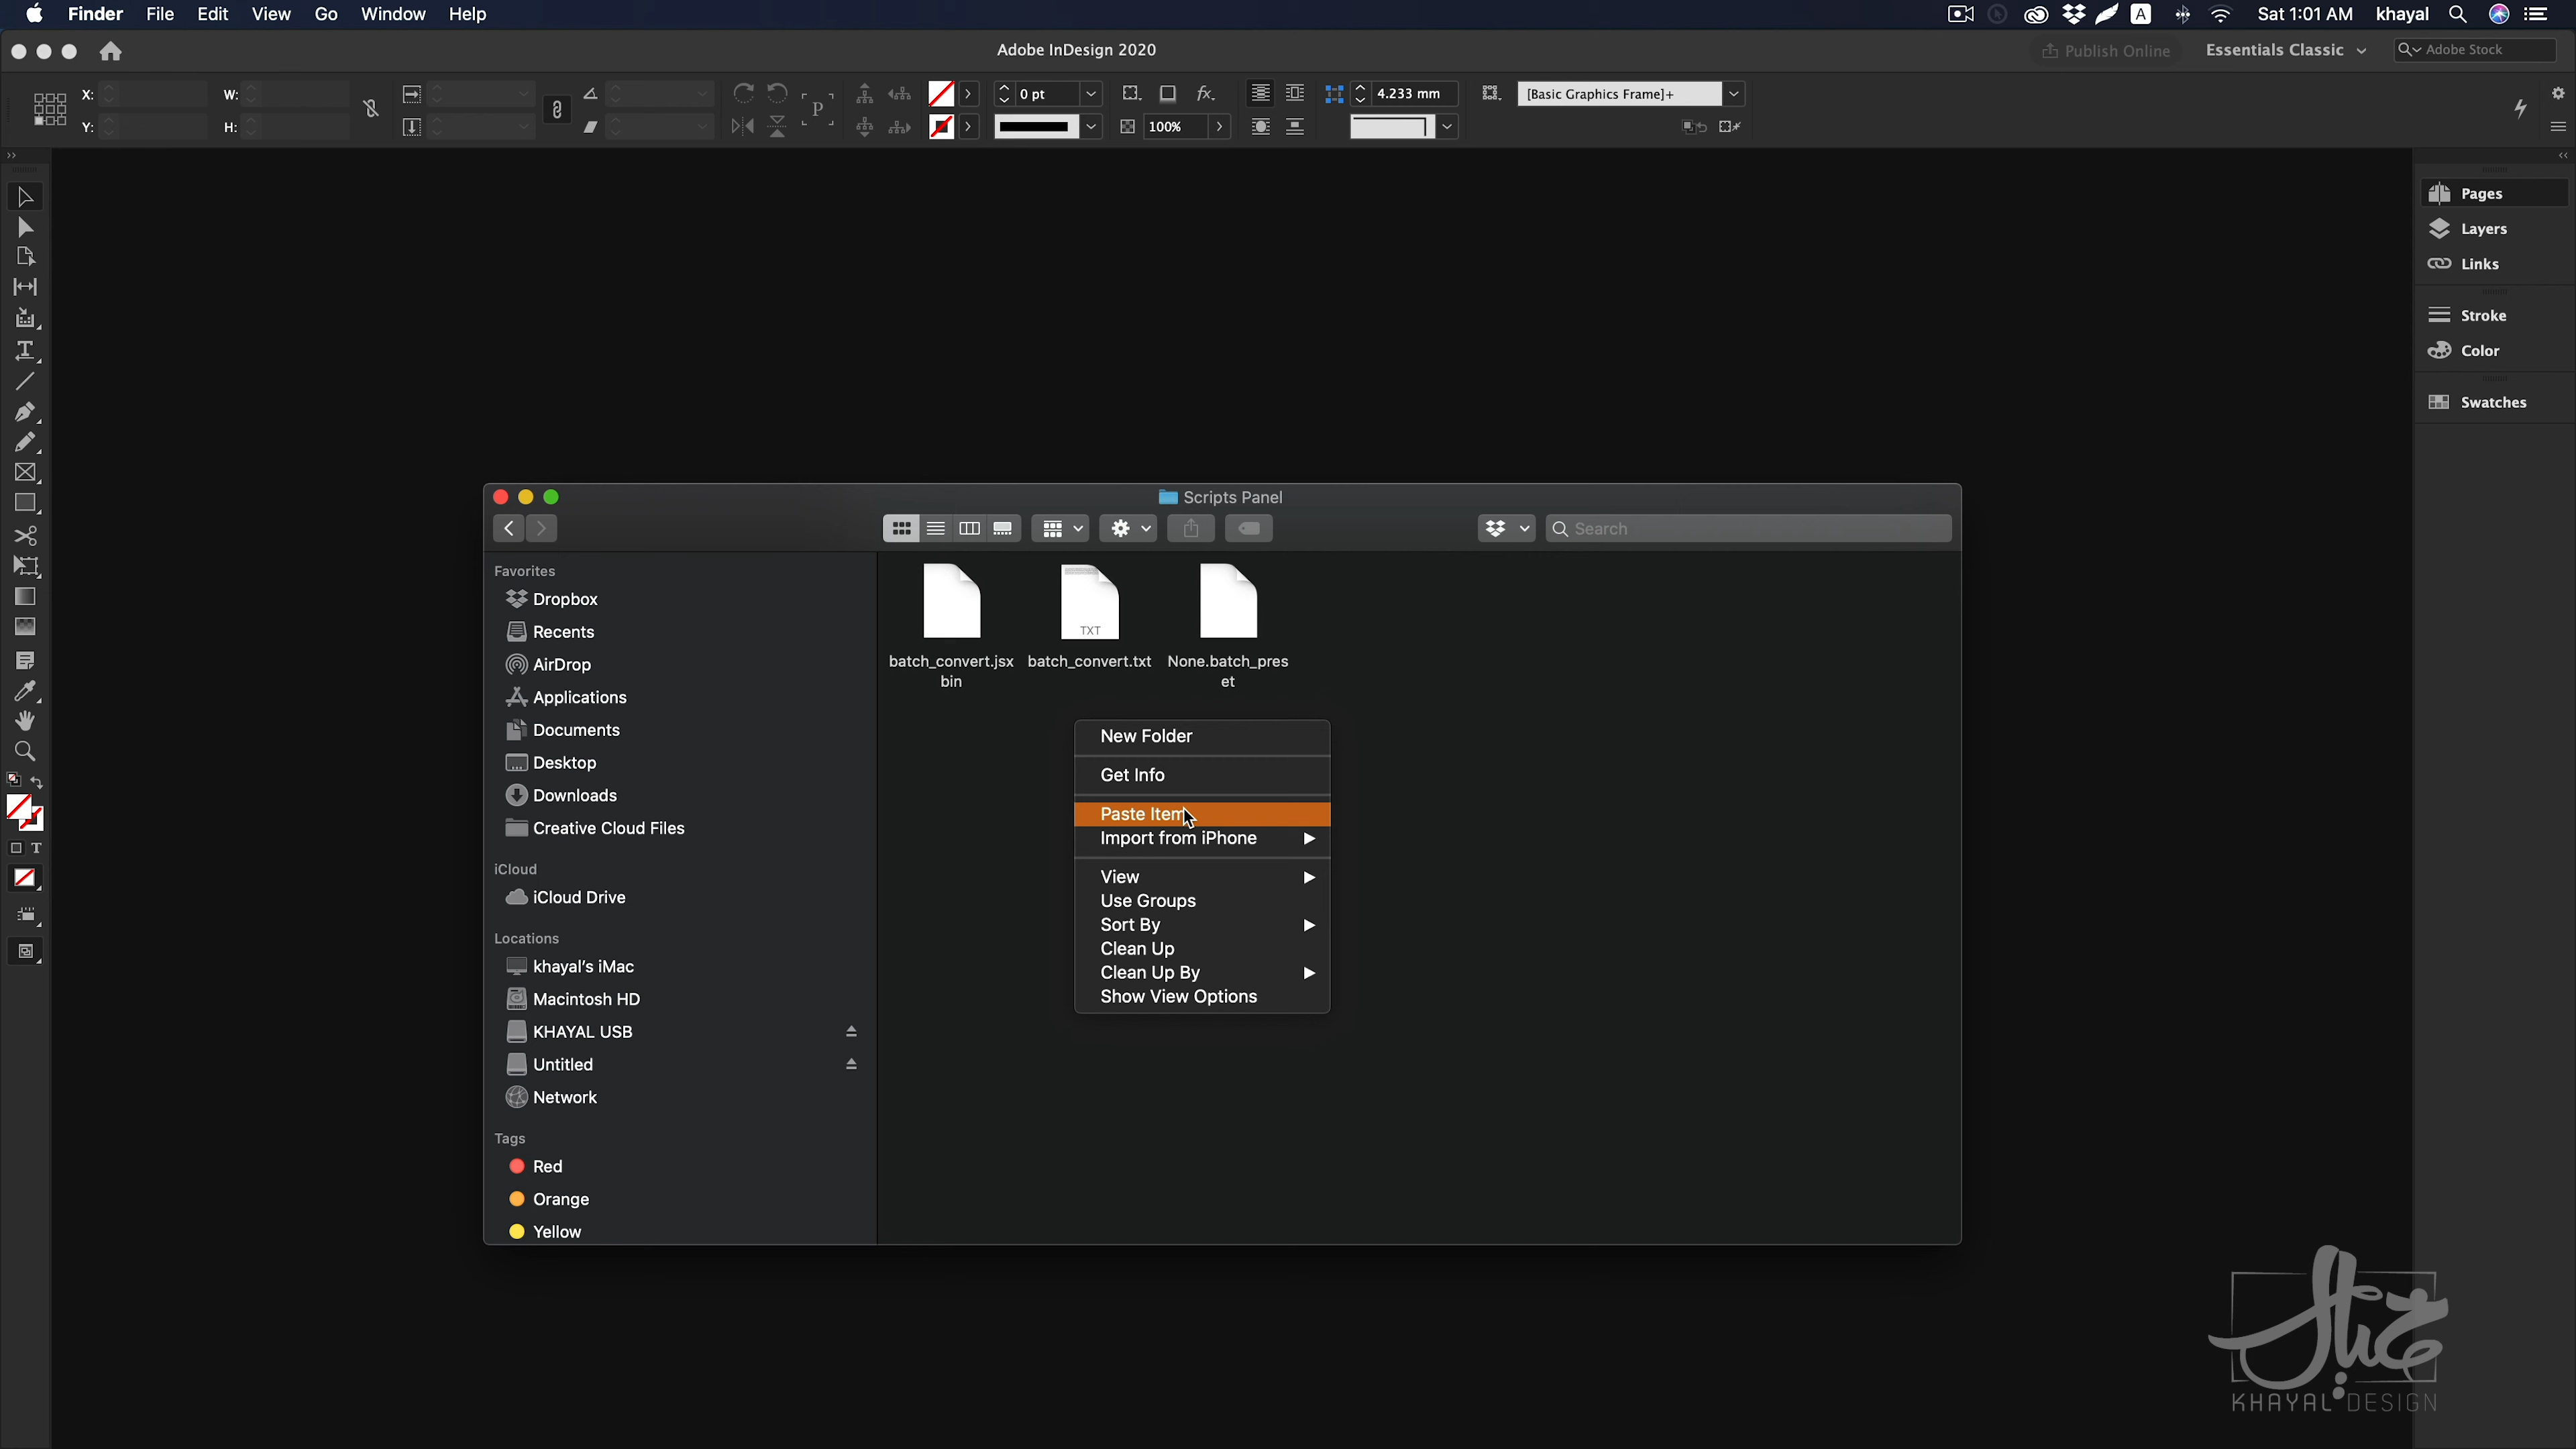 Finder File Edit View Go Window Help
A Sat 1:01 AM khayal
Adobe InDesign 2020
Publish Online Essentials Classic Adobe Stock
X: W: P 0 pt fx. 4.233 mm [Basic Graphics Frame]+
Y: H: 100%
Pages
Layers
Links
Stroke
Color
Swatches
T
Scripts Panel
Search
Favorites
Dropbox
Recents
AirDrop
Applications
Documents
Desktop
Downloads
Creative Cloud Files
iCloud
iCloud Drive
Locations
khayal's iMac
Macintosh HD
KHAYAL USB
Untitled
Network
Tags
Red
Orange
Yellow
TXT
batch_convert.jsx batch_convert.txt None.batch_pres
bin et
New Folder
Get Info
Paste Item
Import from iPhone
View
Use Groups
Sort By
Clean Up
Clean Up By
Show View Options
خيال
KHAYAL DESIGN